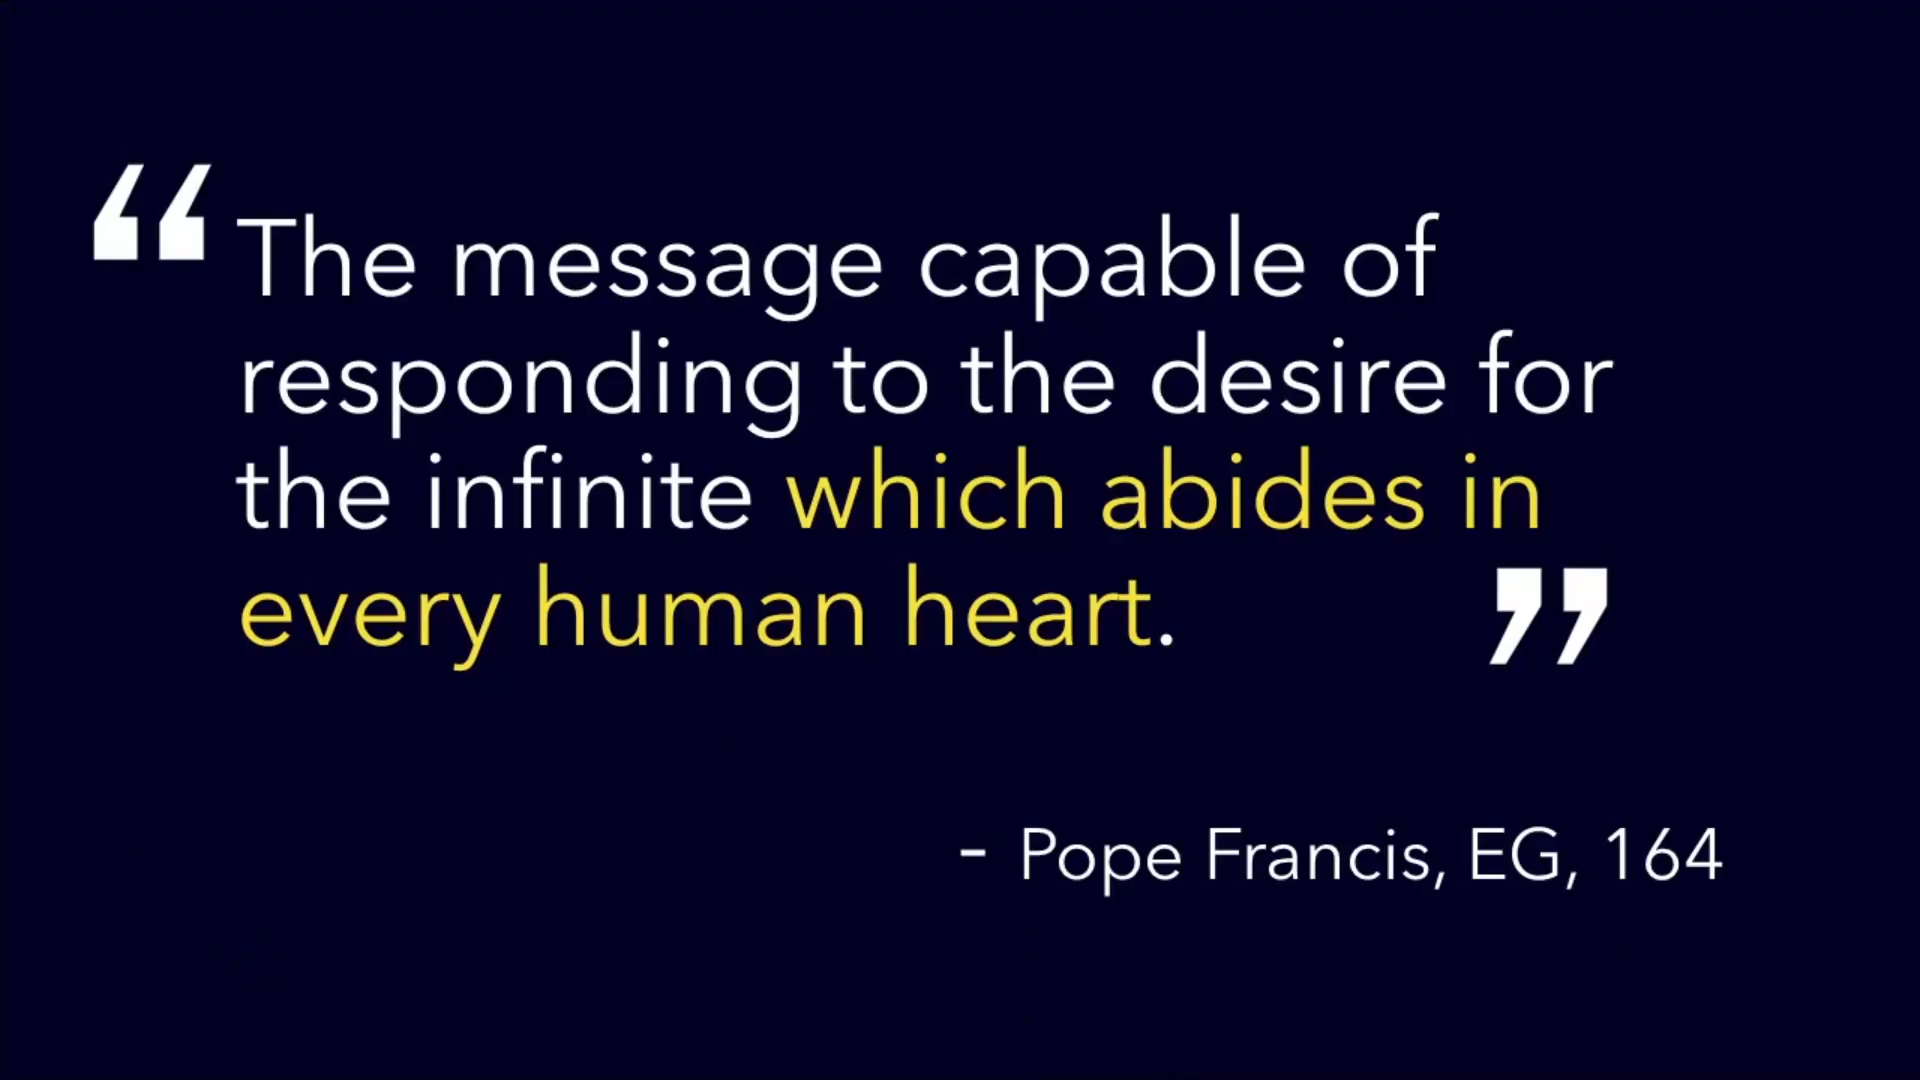 “The message capable of
responding to the desire for
the infinite which abides in
every human heart. ”
- Pope Francis, EG, 164